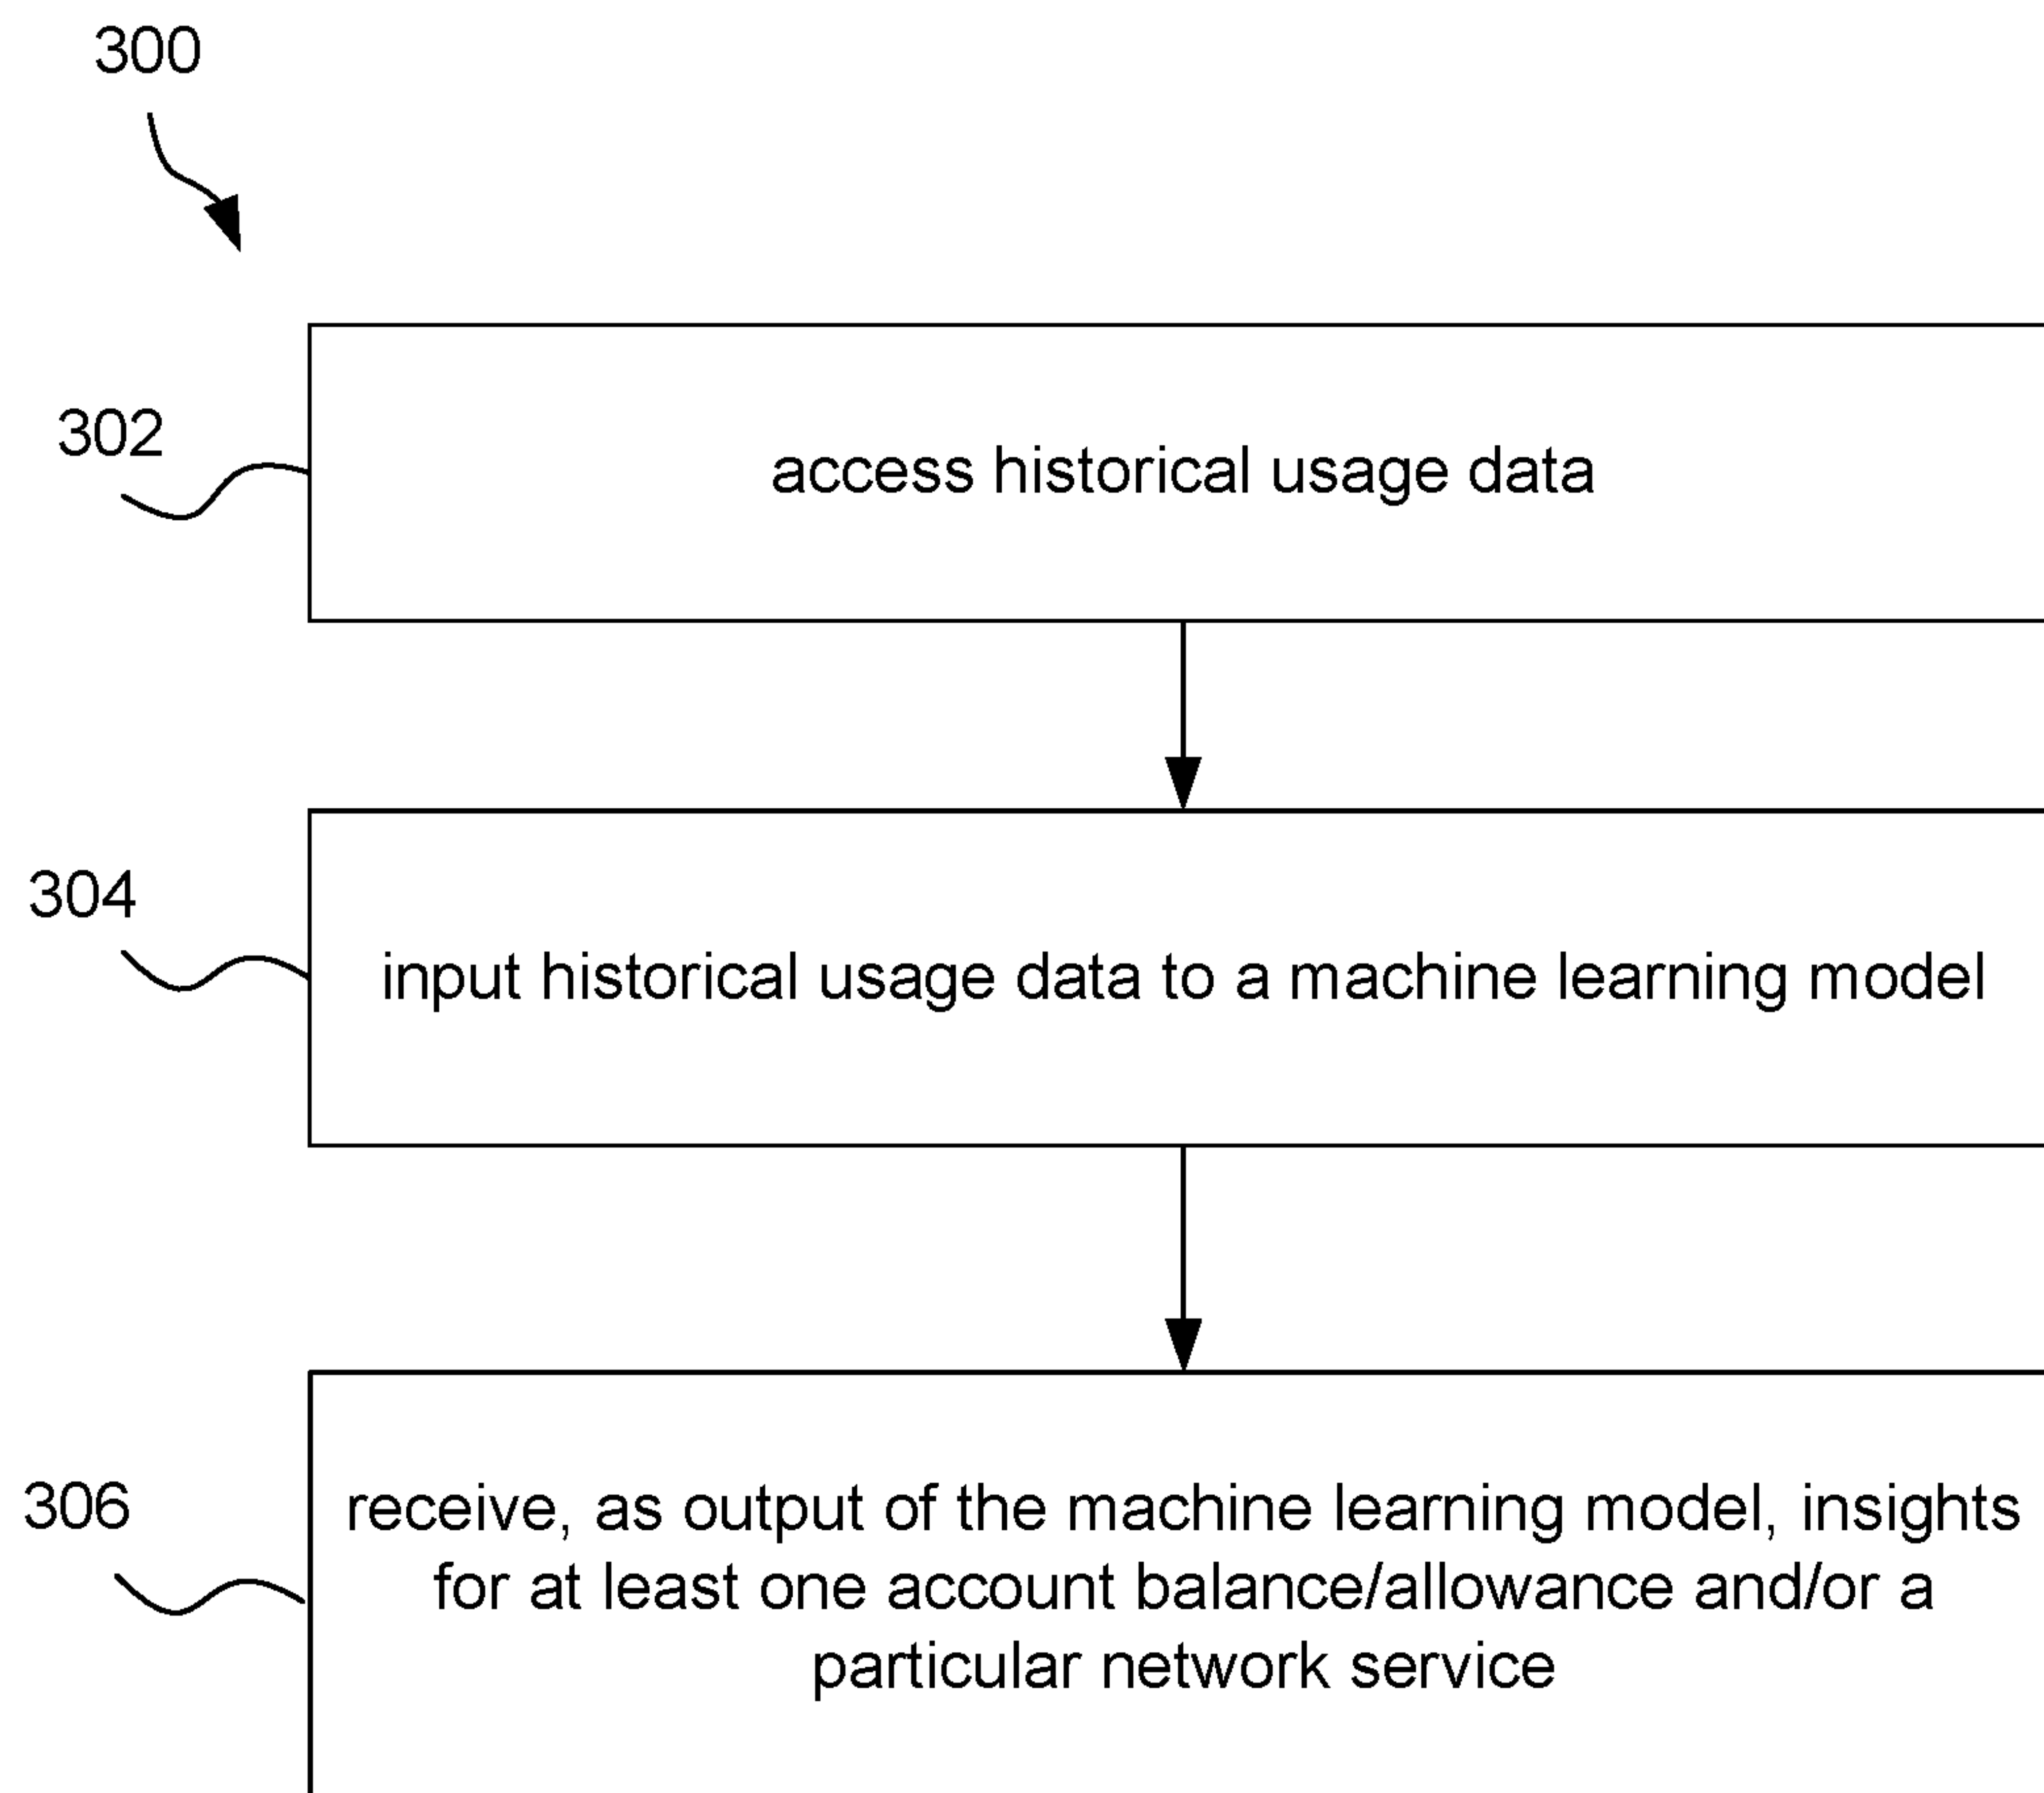 300
302
access historical usage data
304
input historical usage data to a machine learning model
306
receive, as output of the machine learning model, insights
for at least one account balance/allowance and/or a
particular network service